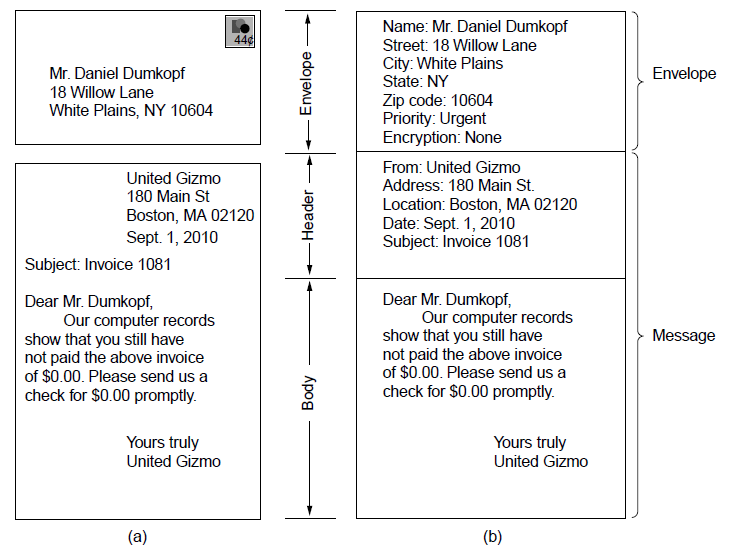 44¢
Mr. Daniel Dumkopf
18 Willow Lane
White Plains, NY 10604
United Gizmo
180 Main St
Boston, MA 02120
Sept. 1, 2010
Subject: Invoice 1081
Dear Mr. Dumkopf,
Our computer records
show that you still have
not paid the above invoice
of $0.00. Please send us a
check for $0.00 promptly.
Yours truly
United Gizmo
(a)
Envelope
Header
Body
Name: Mr. Daniel Dumkopf
Street: 18 Willow Lane
City: White Plains
State: NY
Zip code: 10604
Priority: Urgent
Encryption: None
From: United Gizmo
Address: 180 Main St.
Location: Boston, MA 02120
Date: Sept. 1, 2010
Subject: Invoice 1081
Dear Mr. Dumkopf,
Our computer records
show that you still have
not paid the above invoice
of $0.00. Please send us a
check for $0.00 promptly.
Yours truly
United Gizmo
(b)
Envelope
Message